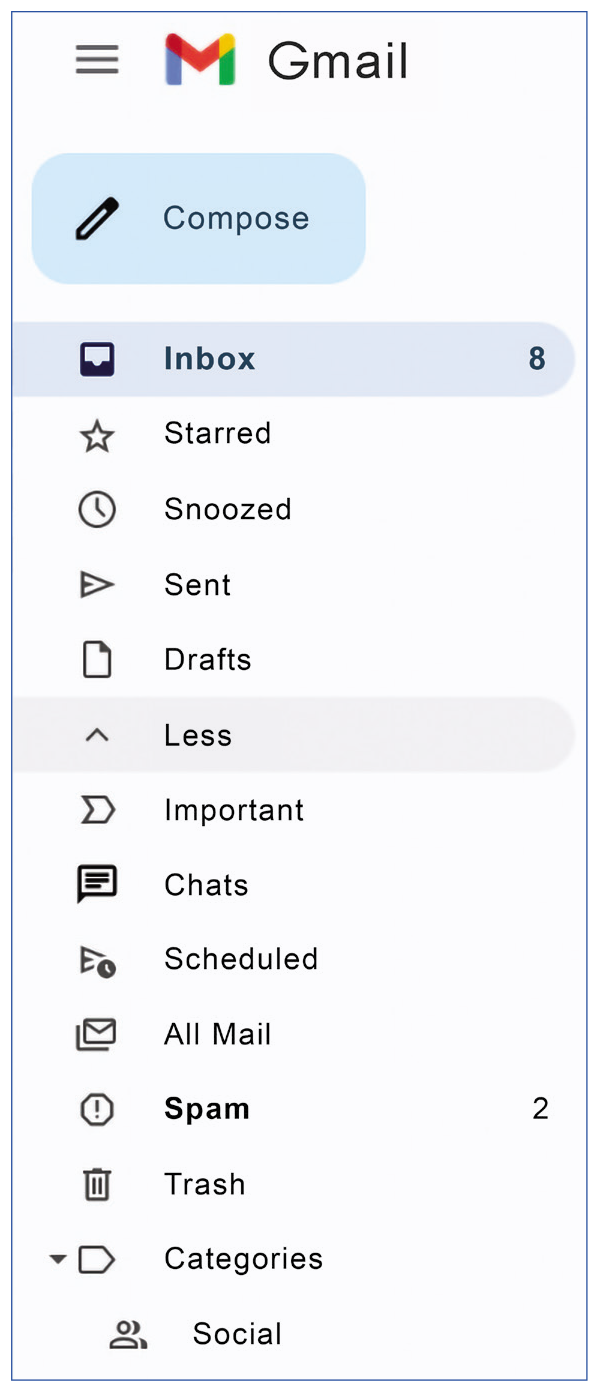 Gmail
Compose
Inbox 8
Starred
Snoozed
Sent
Drafts
Less
Important
Chats
Scheduled
All Mail
Spam 2
Trash
Categories
Social